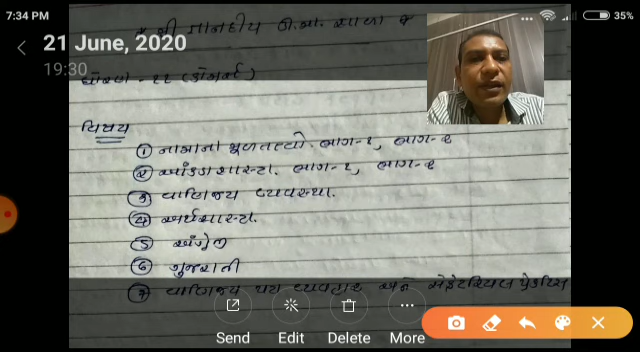 7:34 PM
35%
21 June, 2020
19:30
શ્રી નાનદીય ઉ.મા. શાળા
ધોરણ - ૧૨ (કોમર્સ)
વિષય
① નામાના મૂળતત્વો. ભાગ-૧, ભાગ-૨
② આંકડાશાસ્ત્ર. ભાગ-૧, ભાગ-૨
③ વાણિજ્ય વ્યવસ્થા.
④ અર્થશાસ્ત્ર.
⑤ અંગ્રેજી
⑥ ગુજરાતી
⑦ વાણિજ્ય પત્ર વ્યવહાર અને સેક્રેટરિયલ પ્રેક્ટિસ
Send Edit Delete More